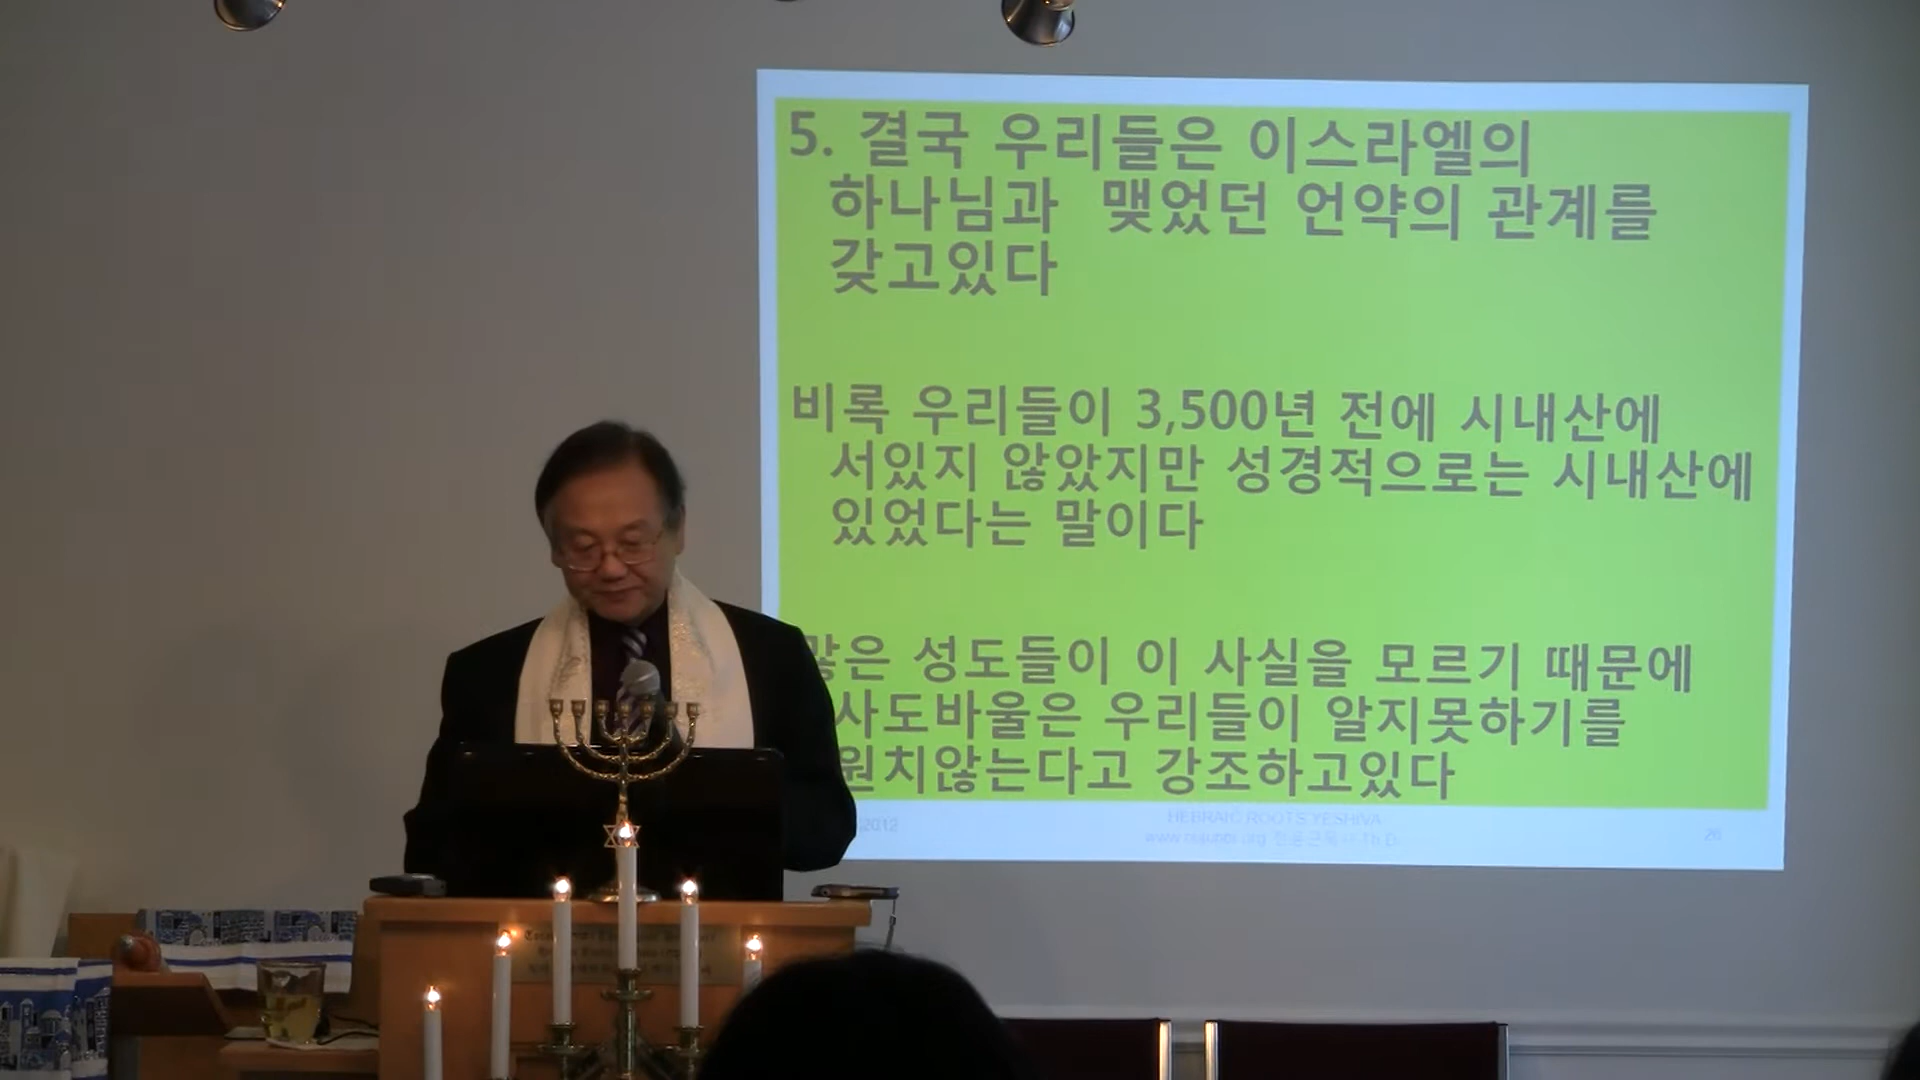 5. 결국 우리들은 이스라엘의
하나님과 맺었던 언약의 관계를
갖고있다
비록 우리들이 3,500년 전에 시내산에
서있지 않았지만 성경적으로는 시내산에
있었다는 말이다
많은 성도들이 이 사실을 모르기 때문에
사도바울은 우리들이 알지못하기를
원치않는다고 강조하고있다
2012
HEBRAIC ROOTS YESHIVA
26